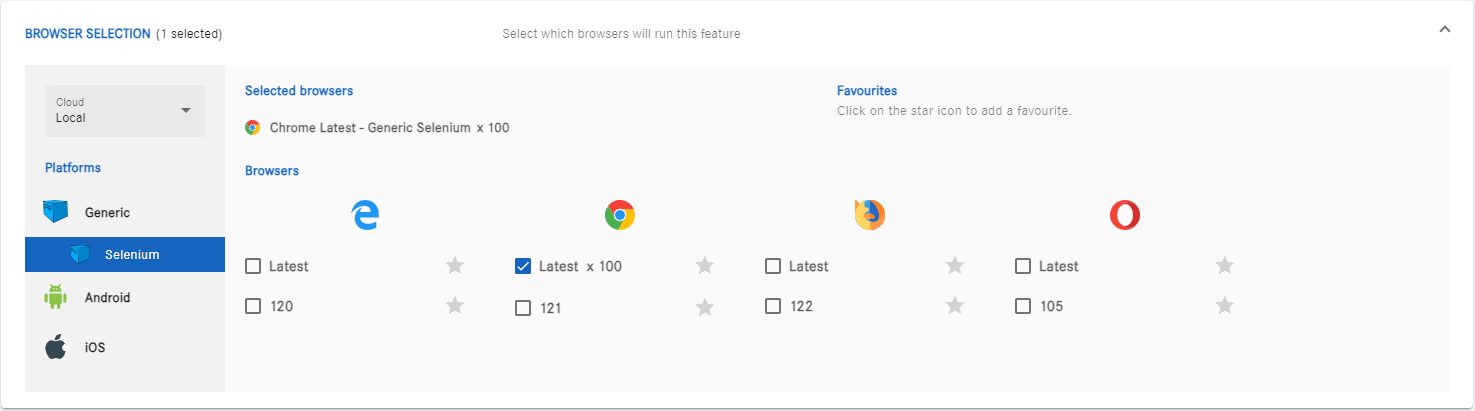 BROWSER SELECTION (1 selected)
Select which browsers will run this feature
Cloud
Local
Platforms
Generic
Selenium
Android
iOS
Selected browsers
Chrome Latest - Generic Selenium x 100
Favourites
Click on the star icon to add a favourite.
Browsers
Latest
Latest x 100
Latest
Latest
120
121
122
105